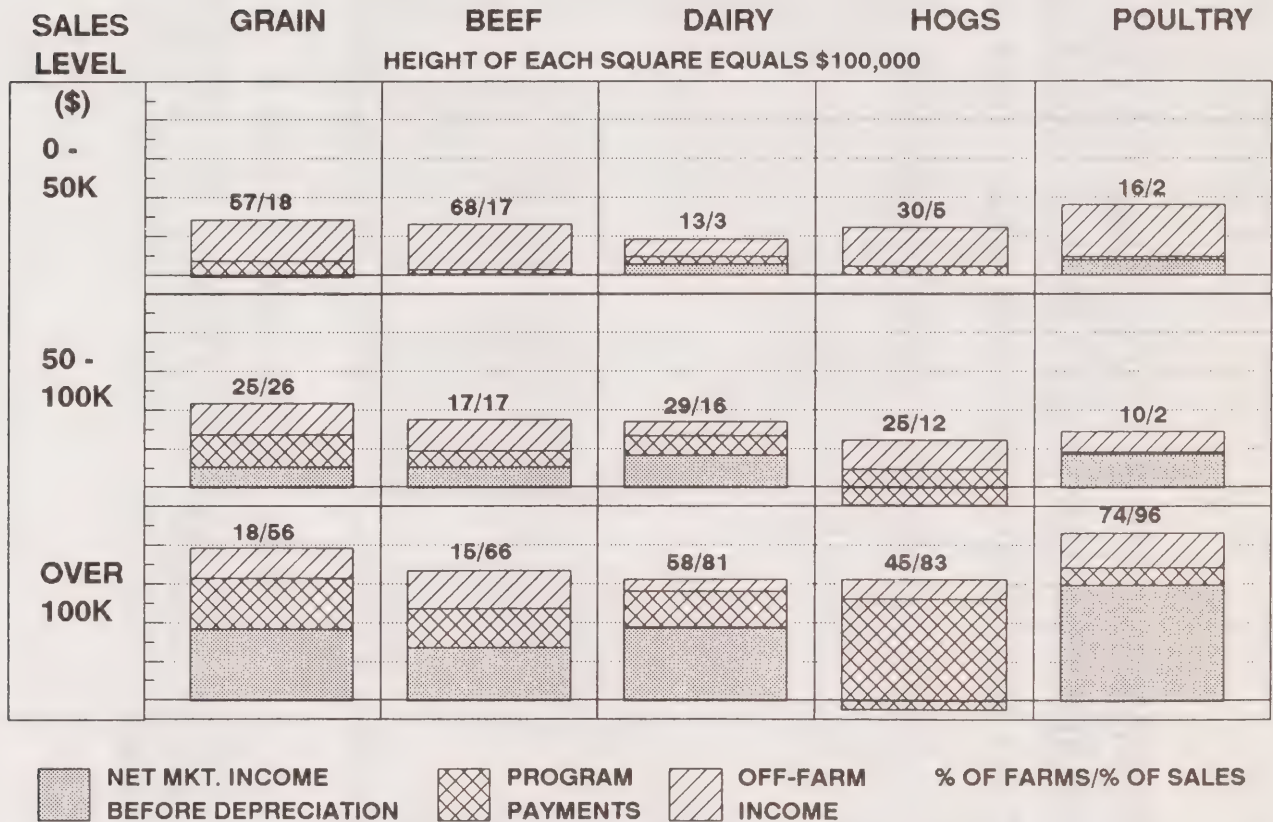 SALES LEVEL GRAIN BEEF DAIRY HOGS POULTRY
HEIGHT OF EACH SQUARE EQUALS $100,000
($)
0 -
50K
57/18 68/17 13/3 30/5 16/2
50 -
100K
25/26 17/17 29/16 25/12 10/2
OVER
100K
18/56 15/66 58/81 45/83 74/96
NET MKT. INCOME
BEFORE DEPRECIATION
PROGRAM
PAYMENTS
OFF-FARM
INCOME
% OF FARMS/% OF SALES